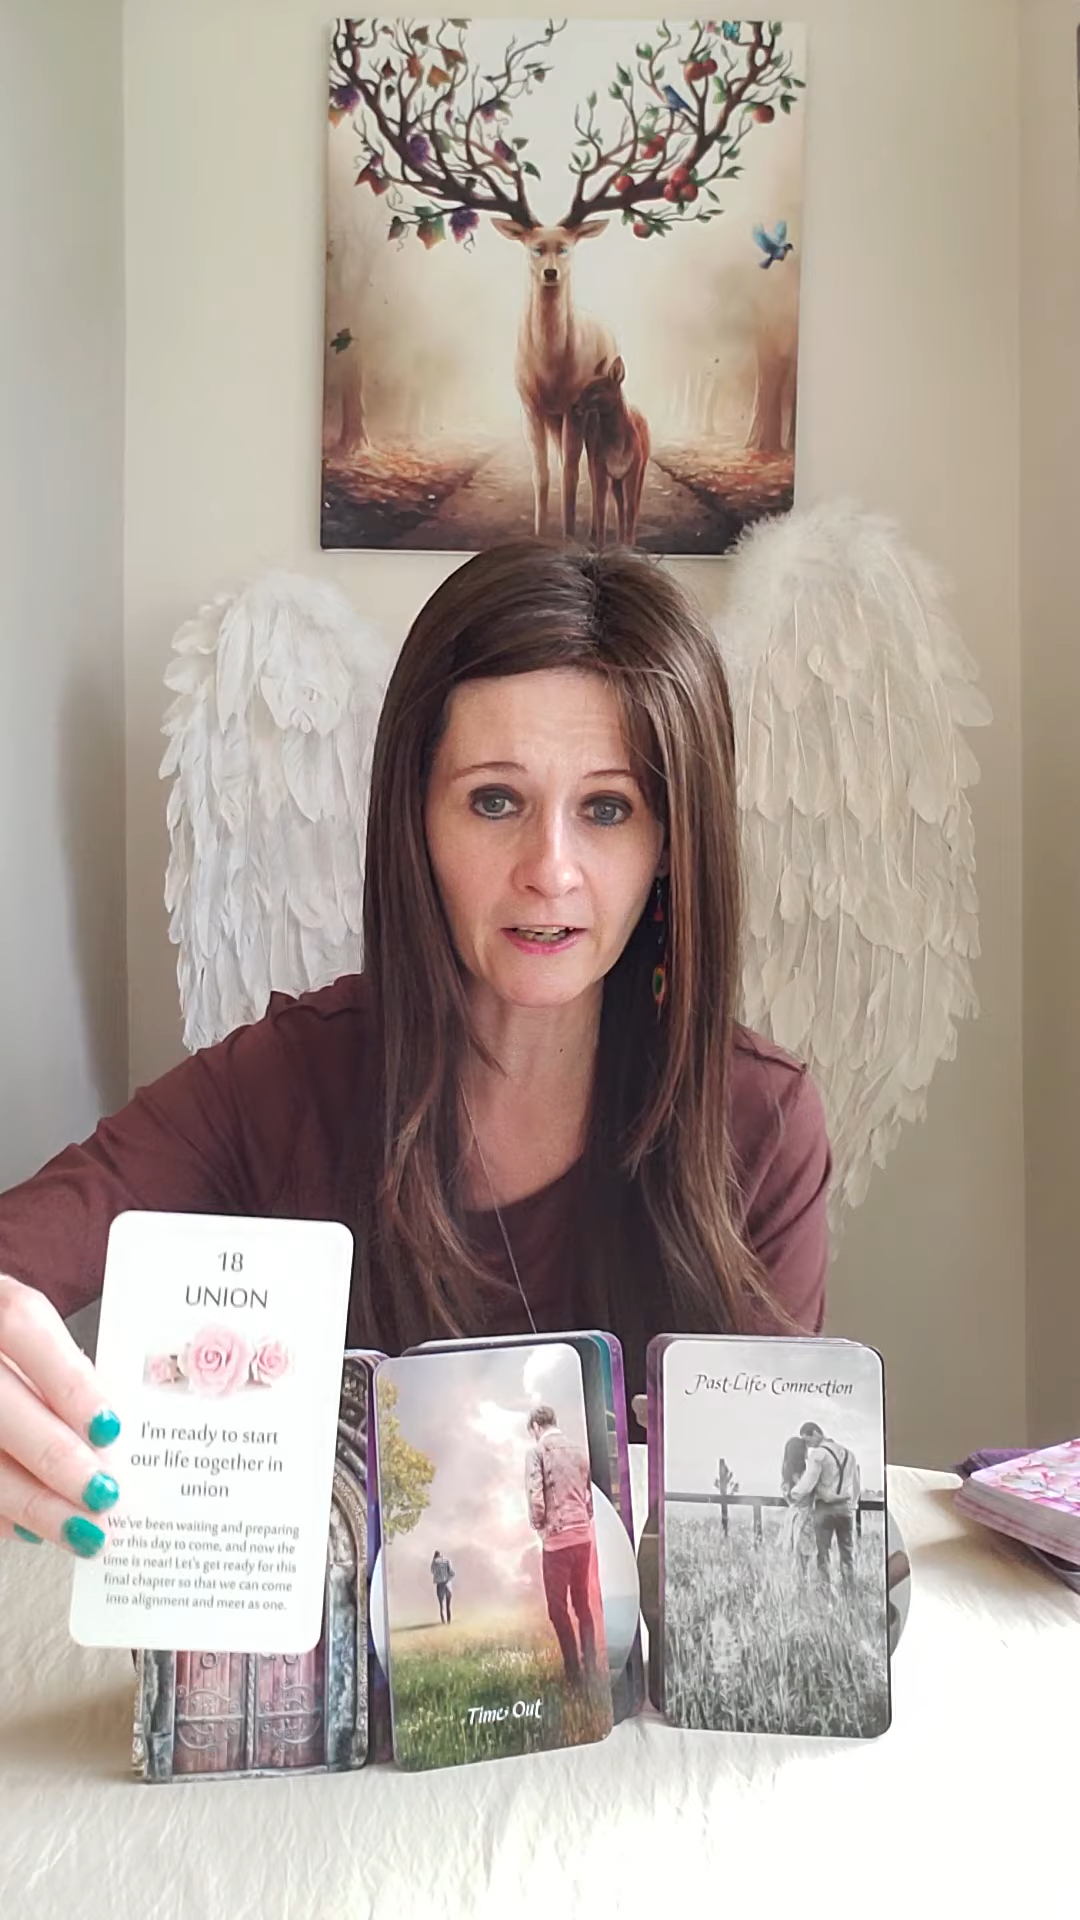 18
UNION
I'm ready to start
our life together in
union
We've been waiting and preparing
for this day to come, and now the
time is near! Let's get ready for this
final chapter so that we can come
into alignment and meet as one.
Time Out
Past-Life Connection